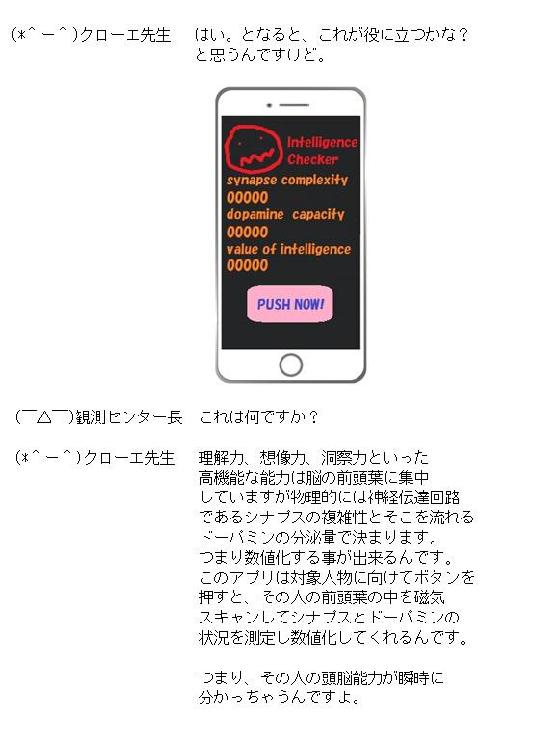 (*＾ー＾)クローエ先生　はい。となると、これが役に立つかな？
と思うんですけど。
Intelligence
Checker
synapse complexity
00000
dopamine capacity
00000
value of intelligence
00000
PUSH NOW!
(￣△￣)観測センター長　これは何ですか？
(*＾ー＾)クローエ先生　理解力、想像力、洞察力といった
高機能な能力は脳の前頭葉に集中
していますが物理的には神経伝達回路
であるシナプスの複雑性とそこを流れる
ドーパミンの分泌量で決まります。
つまり数値化する事が出来るんです。
このアプリは対象人物に向けてボタンを
押すと、その人の前頭葉の中を磁気
スキャンしてシナプスとドーパミンの
状況を測定し数値化してくれるんです。
つまり、その人の頭脳能力が瞬時に
分かっちゃうんですよ。